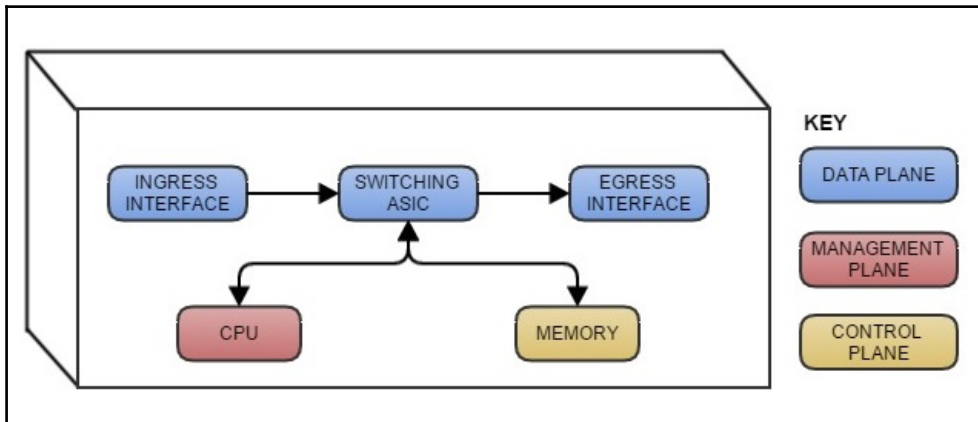 KEY
INGRESS
INTERFACE
SWITCHING
ASIC
EGRESS
INTERFACE
DATA PLANE
MANAGEMENT
PLANE
CPU
MEMORY
CONTROL
PLANE